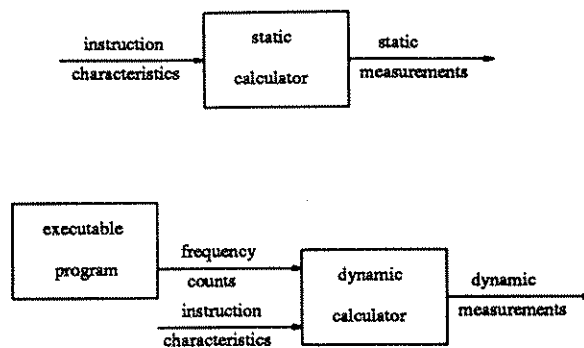 instruction
characteristics
static
calculator
static
measurements
executable
program
frequency
counts
instruction
characteristics
dynamic
calculator
dynamic
measurements